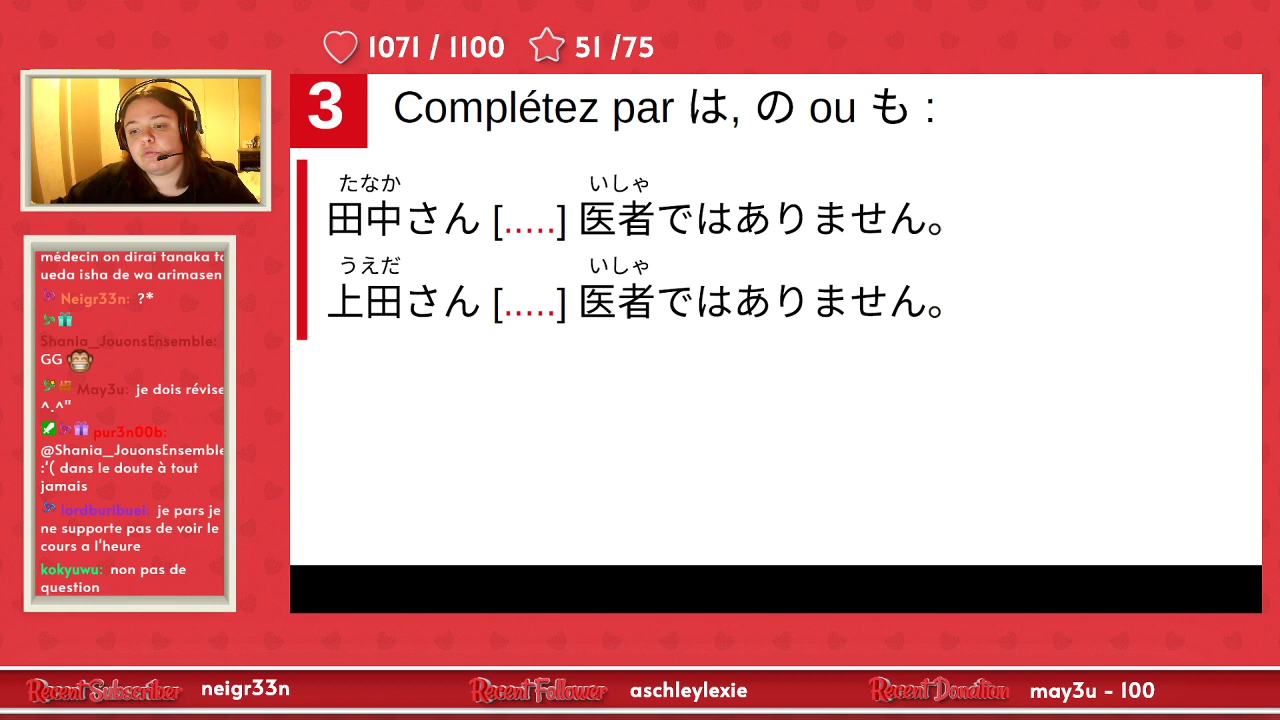 1071 / 1100 51 /75
3 Complétez par は, の ou も :
たなか いしゃ
田中さん [.....] 医者ではありません。
うえだ いしゃ
上田さん [.....] 医者ではありません。
médecin on dirai tanaka to
ueda isha de wa arimasen
Neigr33n: ?*
Shania_JouonsEnsemble:
GG
May3u: je dois révise
^.^"
pur3n00b:
@Shania_JouonsEnsemble
:'( dans le doute à tout
jamais
lordburibuei: je pars je
ne supporte pas de voir le
cours a l'heure
kokyuwu: non pas de
question
Recent Subscriber neigr33n Recent Follower aschleylexie Recent Donation may3u - 100